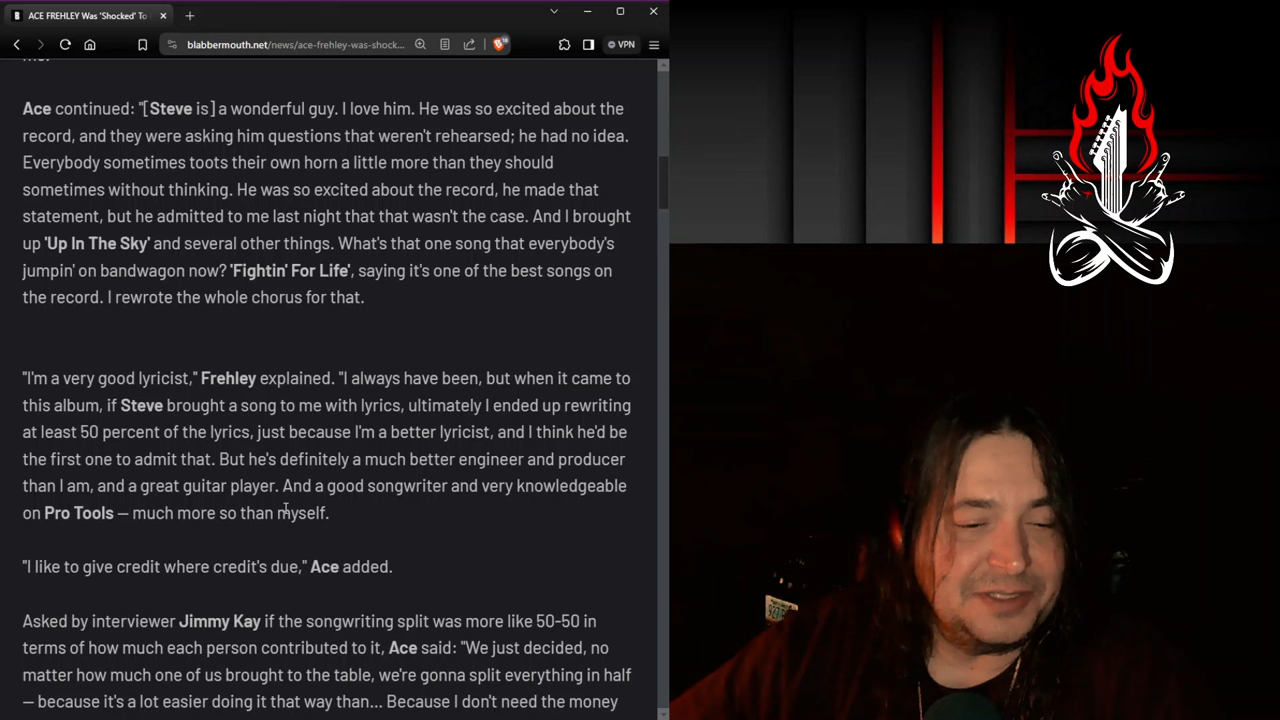 ACE FREHLEY Was 'Shocked' To
blabbermouth.net/news/ace-frehley-was-shock...
VPN
me."
Ace continued: "[Steve is] a wonderful guy. I love him. He was so excited about the
record, and they were asking him questions that weren't rehearsed; he had no idea.
Everybody sometimes toots their own horn a little more than they should
sometimes without thinking. He was so excited about the record, he made that
statement, but he admitted to me last night that that wasn't the case. And I brought
up 'Up In The Sky' and several other things. What's that one song that everybody's
jumpin' on bandwagon now? 'Fightin' For Life', saying it's one of the best songs on
the record. I rewrote the whole chorus for that.
"I'm a very good lyricist," Frehley explained. "I always have been, but when it came to
this album, if Steve brought a song to me with lyrics, ultimately I ended up rewriting
at least 50 percent of the lyrics, just because I'm a better lyricist, and I think he'd be
the first one to admit that. But he's definitely a much better engineer and producer
than I am, and a great guitar player. And a good songwriter and very knowledgeable
on Pro Tools — much more so than myself.
"I like to give credit where credit's due," Ace added.
Asked by interviewer Jimmy Kay if the songwriting split was more like 50-50 in
terms of how much each person contributed to it, Ace said: "We just decided, no
matter how much one of us brought to the table, we're gonna split everything in half
— because it's a lot easier doing it that way than... Because I don't need the money